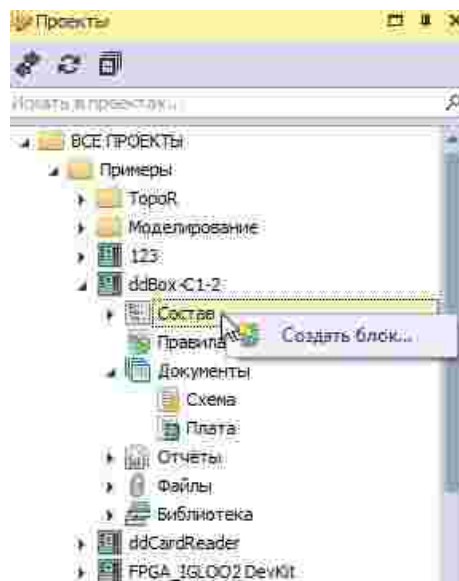 Проекты
Искать в проектах...
ВСЕ ПРОЕКТЫ
Примеры
TopoR
Моделирование
123
ddBox-C1-2
Состав
Создать блок...
Правила
Документы
Схема
Плата
Отчеты
Файлы
Библиотека
ddCardReader
FPGA_IGLOO2 DevKit